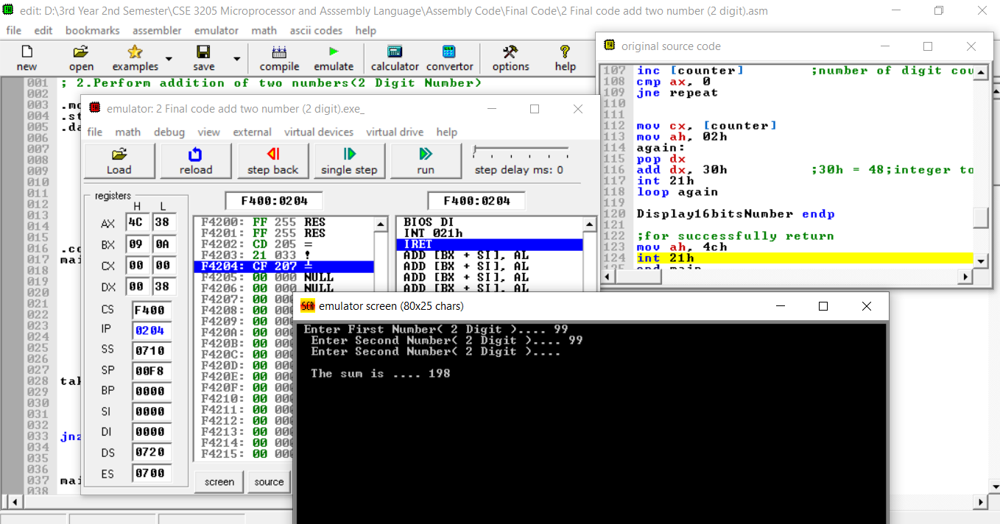 edit: D:\3rd Year 2nd Semester\CSE 3205 Microprocessor and Asssembly Language\Assembly Code\Final Code\2 Final code add two number (2 digit).asm
file edit bookmarks assembler emulator math ascii codes help
new open examples save compile emulate calculator convertor options help
001 ; 2.Perform addition of two numbers(2 Digit Number)
002
003 .mo
004 .st
005 .da
006
007
008
009
010
011
012
013
014
015
016 .co
017 mai
018
019
020
021
022
023
024
025
026
027
028 tak
029
030
031
032
033 jnz
034
035
036
037 mai
038
emulator: 2 Final code add two number (2 digit).exe_
file math debug view external virtual devices virtual drive help
Load reload step back single step run step delay ms: 0
registers
H L
AX 4C 38
BX 09 0A
CX 00 00
DX 00 38
CS F400
IP 0204
SS 0710
SP 00F8
BP 0000
SI 0000
DI 0000
DS 0720
ES 0700
F400:0204 F400:0204
F4200: FF 255 RES
F4201: FF 255 RES
F4202: CD 205 =
F4203: 21 033 !
F4204: CF 207 ╧
F4205: 00 000 NULL
F4206: 00 000 NULL
F4207: 00 000
F4208: 00 000
F4209: 00 000
F420A: 00 000
F420B: 00 000
F420C: 00 000
F420D: 00 000
F420E: 00 000
F420F: 00 000
F4210: 00 000
F4211: 00 000
F4212: 00 000
F4213: 00 000
F4214: 00 000
F4215: 00 000
BIOS DI
INT 021h
IRET
ADD [BX + SI], AL
ADD [BX + SI], AL
ADD [BX + SI], AL
ADD [BX + SI], AL
screen source
original source code
107 inc [counter] ;number of digit cou
108 cmp ax, 0
109 jne repeat
110
111
112 mov cx, [counter]
113 mov ah, 02h
114 again:
115 pop dx
116 add dx, 30h ;30h = 48;integer to
117 int 21h
118 loop again
119
120 Display16bitsNumber endp
121
122 ;for successfully return
123 mov ah, 4ch
124 int 21h
125 end main
emulator screen (80x25 chars)
Enter First Number( 2 Digit ).... 99
Enter Second Number( 2 Digit ).... 99
Enter Second Number( 2 Digit )....
The sum is .... 198